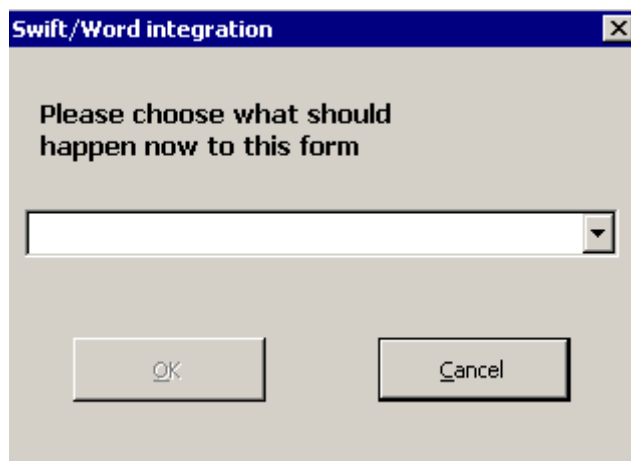 Swift/Word integration
Please choose what should
happen now to this form
OK
Cancel